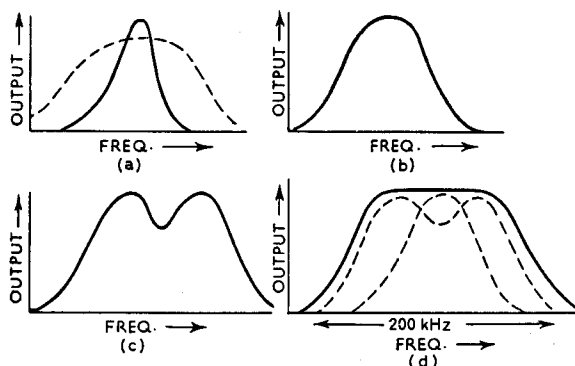 OUTPUT
FREQ.
(a)
OUTPUT
FREQ.
(b)
OUTPUT
FREQ.
(c)
OUTPUT
200 kHz
FREQ.
(d)